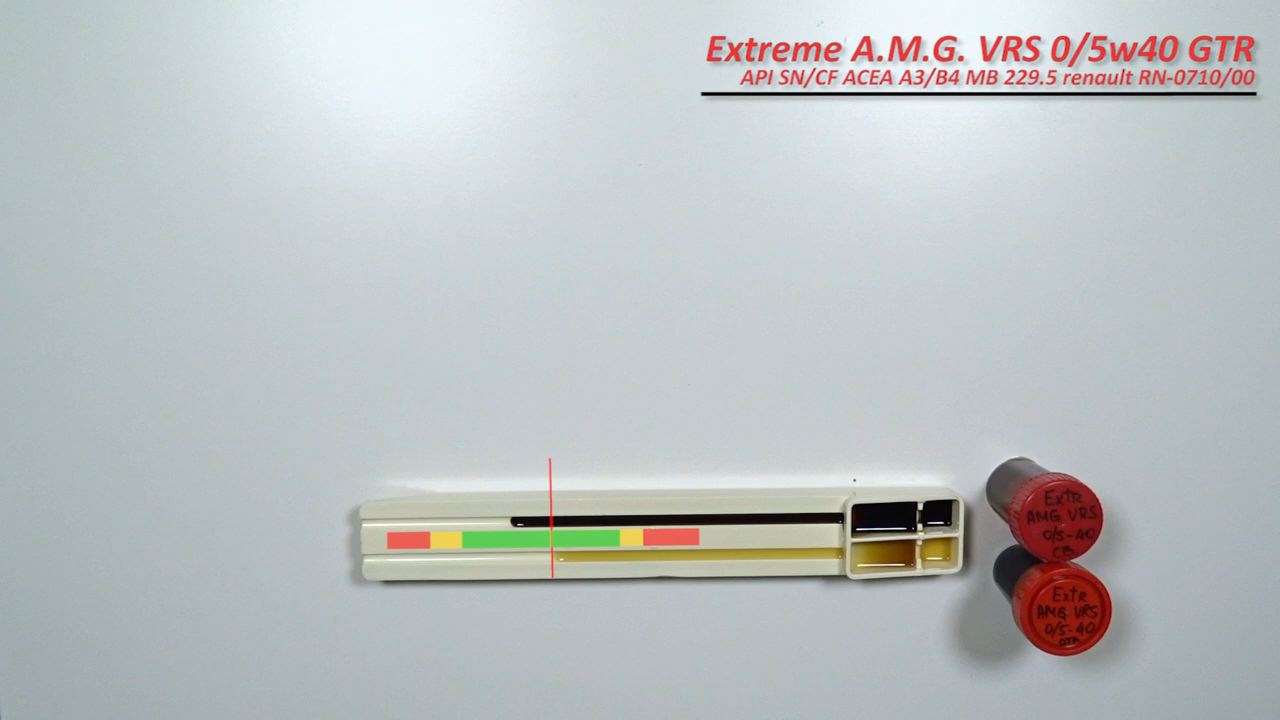 Extreme A.M.G. VRS 0/5w40 GTR
API SN/CF ACEA A3/B4 MB 229.5 renault RN-0710/00
Extr
AMG VRS
0/5-40
Extr
AMG VRS
0/5-40